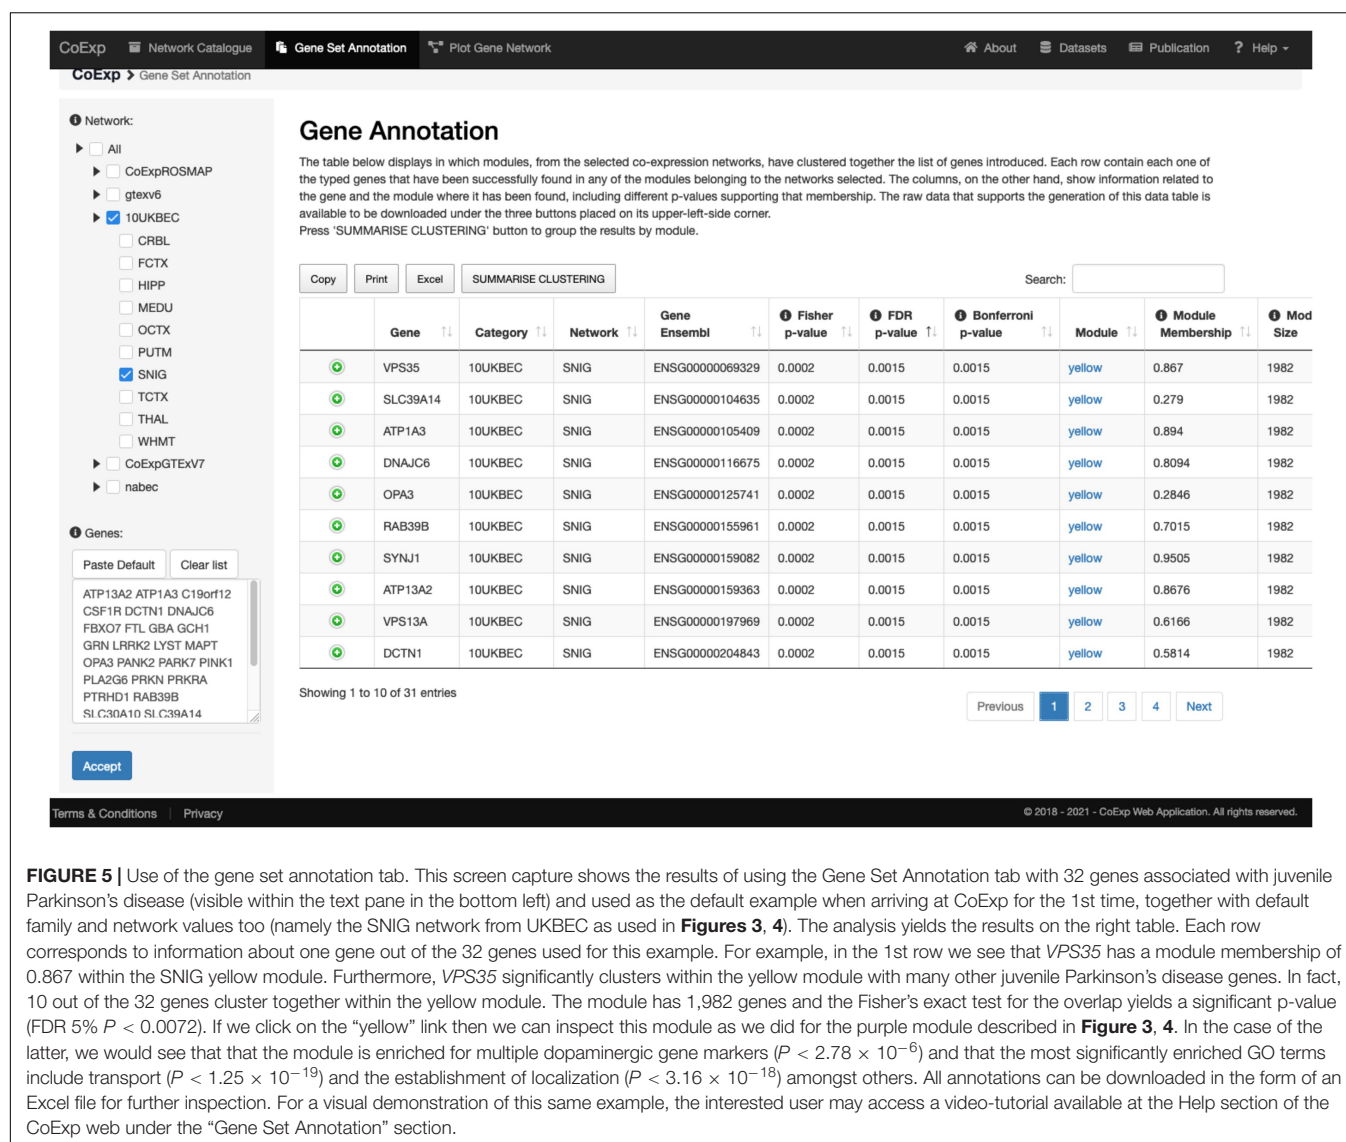 CoExp Network Catalogue Gene Set Annotation Plot Gene Network About Datasets Publication ? Help
CoExp > Gene Set Annotation
Network:
All
CoExpROSMAP
gtexv6
10UKBEC
CRBL
FCTX
HIPP
MEDU
OCTX
PUTM
SNIG
TCTX
THAL
WHMT
CoExpGTExV7
nabec
Genes:
Paste Default Clear list
ATP13A2 ATP1A3 C19orf12
CSF1R DCTN1 DNAJC6
FBXO7 FTL GBA GCH1
GRN LRRK2 LYST MAPT
OPA3 PANK2 PARK7 PINK1
PLA2G6 PRKN PRKRA
PTRHD1 RAB39B
SLC30A10 SLC39A14
Accept
Gene Annotation
The table below displays in which modules, from the selected co-expression networks, have clustered together the list of genes introduced. Each row contain each one of
the typed genes that have been successfully found in any of the modules belonging to the networks selected. The columns, on the other hand, show information related to
the gene and the module where it has been found, including different p-values supporting that membership. The raw data that supports the generation of this data table is
available to be downloaded under the three buttons placed on its upper-left-side corner.
Press 'SUMMARISE CLUSTERING' button to group the results by module.
Copy Print Excel SUMMARISE CLUSTERING Search:
Gene Category Network Gene Ensembl Fisher p-value FDR p-value Bonferroni p-value Module Module Membership Mod Size
VPS35 10UKBEC SNIG ENSG00000069329 0.0002 0.0015 0.0015 yellow 0.867 1982
SLC39A14 10UKBEC SNIG ENSG00000104635 0.0002 0.0015 0.0015 yellow 0.279 1982
ATP1A3 10UKBEC SNIG ENSG00000105409 0.0002 0.0015 0.0015 yellow 0.894 1982
DNAJC6 10UKBEC SNIG ENSG00000116675 0.0002 0.0015 0.0015 yellow 0.8094 1982
OPA3 10UKBEC SNIG ENSG00000125741 0.0002 0.0015 0.0015 yellow 0.2846 1982
RAB39B 10UKBEC SNIG ENSG00000155961 0.0002 0.0015 0.0015 yellow 0.7015 1982
SYNJ1 10UKBEC SNIG ENSG00000159082 0.0002 0.0015 0.0015 yellow 0.9505 1982
ATP13A2 10UKBEC SNIG ENSG00000159363 0.0002 0.0015 0.0015 yellow 0.8676 1982
VPS13A 10UKBEC SNIG ENSG00000197969 0.0002 0.0015 0.0015 yellow 0.6166 1982
DCTN1 10UKBEC SNIG ENSG00000204843 0.0002 0.0015 0.0015 yellow 0.5814 1982
Showing 1 to 10 of 31 entries Previous 1 2 3 4 Next
Terms & Conditions | Privacy © 2018 - 2021 - CoExp Web Application. All rights reserved.
FIGURE 5 | Use of the gene set annotation tab. This screen capture shows the results of using the Gene Set Annotation tab with 32 genes associated with juvenile
Parkinson's disease (visible within the text pane in the bottom left) and used as the default example when arriving at CoExp for the 1st time, together with default
family and network values too (namely the SNIG network from UKBEC as used in Figures 3, 4). The analysis yields the results on the right table. Each row
corresponds to information about one gene out of the 32 genes used for this example. For example, in the 1st row we see that VPS35 has a module membership of
0.867 within the SNIG yellow module. Furthermore, VPS35 significantly clusters within the yellow module with many other juvenile Parkinson's disease genes. In fact,
10 out of the 32 genes cluster together within the yellow module. The module has 1,982 genes and the Fisher's exact test for the overlap yields a significant p-value
(FDR 5% P < 0.0072). If we click on the "yellow" link then we can inspect this module as we did for the purple module described in Figure 3, 4. In the case of the
latter, we would see that that the module is enriched for multiple dopaminergic gene markers (P < 2.78 × 10⁻⁶) and that the most significantly enriched GO terms
include transport (P < 1.25 × 10⁻¹⁹) and the establishment of localization (P < 3.16 × 10⁻¹⁸) amongst others. All annotations can be downloaded in the form of an
Excel file for further inspection. For a visual demonstration of this same example, the interested user may access a video-tutorial available at the Help section of the
CoExp web under the "Gene Set Annotation" section.